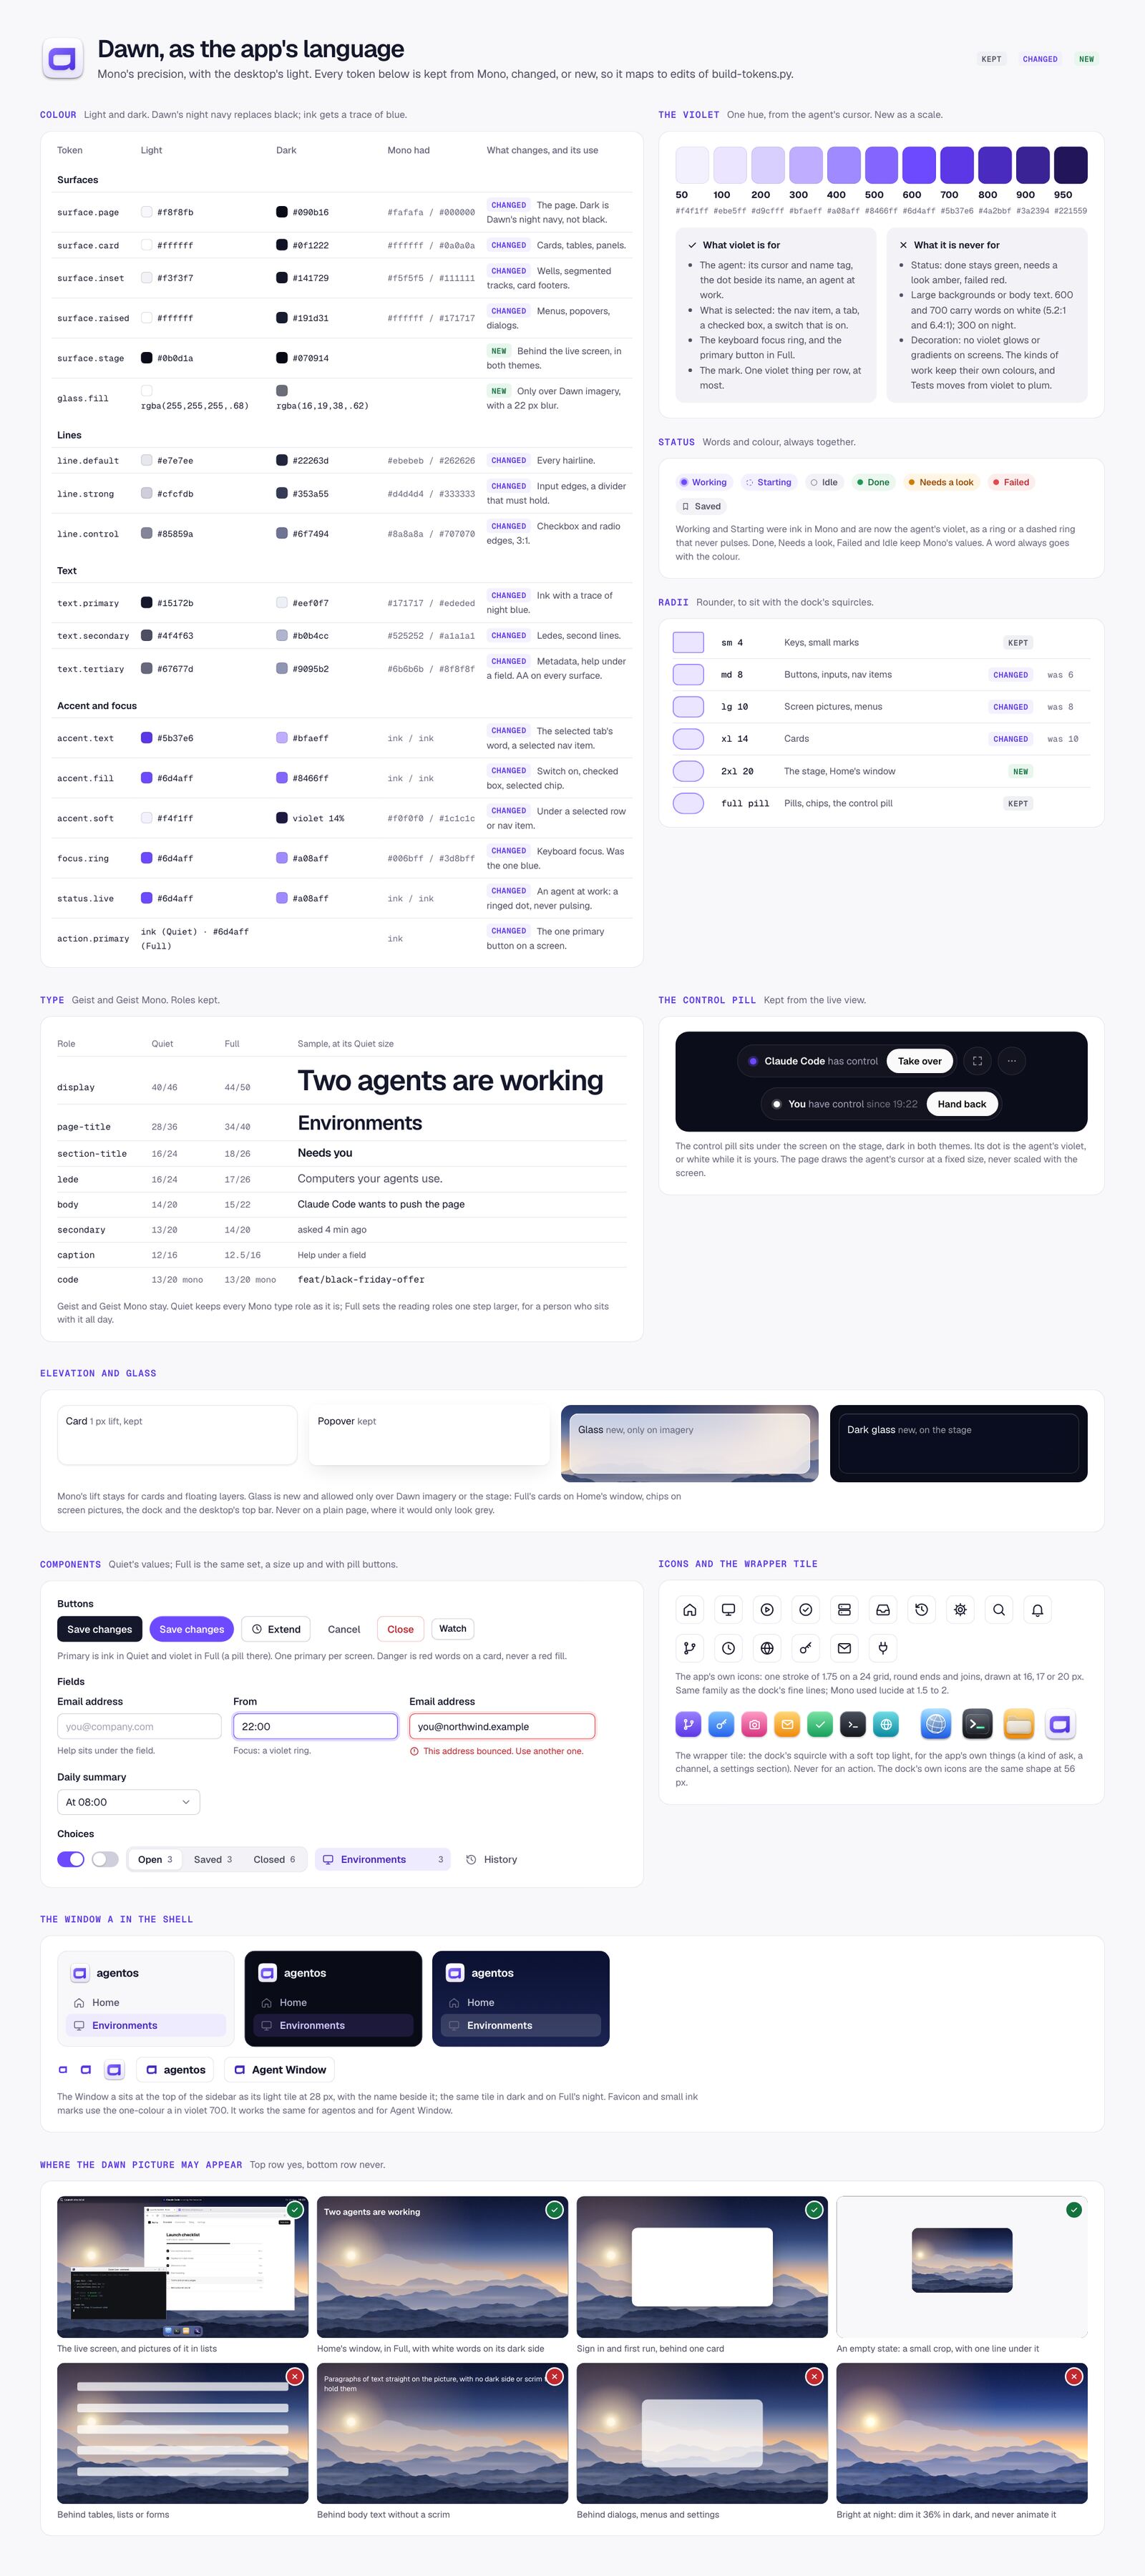 Dawn, as the app's language
Mono's precision, with the desktop's light. Every token below is kept from Mono, changed, or new, so it maps to edits of build-tokens.py.
KEPT CHANGED NEW
COLOUR Light and dark. Dawn's night navy replaces black; ink gets a trace of blue.
Token Light Dark Mono had What changes, and its use
Surfaces
surface.page #f8f8fb #090b16 #fafafa / #000000 CHANGED The page. Dark is
Dawn's night navy, not black.
surface.card #ffffff #0f1222 #ffffff / #0a0a0a CHANGED Cards, tables, panels.
surface.inset #f3f3f7 #141729 #f5f5f5 / #111111 CHANGED Wells, segmented
tracks, card footers.
surface.raised #ffffff #191d31 #ffffff / #171717 CHANGED Menus, popovers,
dialogs.
surface.stage #0b0d1a #070914 NEW Behind the live screen, in
both themes.
glass.fill rgba(255,255,255,.68) rgba(16,19,38,.62) NEW Only over Dawn imagery,
with a 22 px blur.
Lines
line.default #e7e7ee #22263d #ebebeb / #262626 CHANGED Every hairline.
line.strong #cfcfdb #353a55 #d4d4d4 / #333333 CHANGED Input edges, a divider
that must hold.
line.control #85859a #6f7494 #8a8a8a / #707070 CHANGED Checkbox and radio
edges, 3:1.
Text
text.primary #15172b #eef0f7 #171717 / #ededed CHANGED Ink with a trace of
night blue.
text.secondary #4f4f63 #b0b4cc #525252 / #a1a1a1 CHANGED Ledes, second lines.
text.tertiary #67677d #9095b2 #6b6b6b / #8f8f8f CHANGED Metadata, help under
a field. AA on every surface.
Accent and focus
accent.text #5b37e6 #bfaeff ink / ink CHANGED The selected tab's
word, a selected nav item.
accent.fill #6d4aff #8466ff ink / ink CHANGED Switch on, checked
box, selected chip.
accent.soft #f4f1ff violet 14% #f0f0f0 / #1c1c1c CHANGED Under a selected row
or nav item.
focus.ring #6d4aff #a08aff #006bff / #3d8bff CHANGED Keyboard focus. Was
the one blue.
status.live #6d4aff #a08aff ink / ink CHANGED An agent at work: a
ringed dot, never pulsing.
action.primary ink (Quiet) · #6d4aff
(Full) ink CHANGED The one primary
button on a screen.
THE VIOLET One hue, from the agent's cursor. New as a scale.
50 100 200 300 400 500 600 700 800 900 950
#f4f1ff #ebe5ff #d9cfff #bfaeff #a08aff #8466ff #6d4aff #5b37e6 #4a2bbf #3a2394 #221559
What violet is for
The agent: its cursor and name tag,
the dot beside its name, an agent at
work.
What is selected: the nav item, a tab,
a checked box, a switch that is on.
The keyboard focus ring, and the
primary button in Full.
The mark. One violet thing per row, at
most.
What it is never for
Status: done stays green, needs a
look amber, failed red.
Large backgrounds or body text. 600
and 700 carry words on white (5.2:1
and 6.4:1); 300 on night.
Decoration: no violet glows or
gradients on screens. The kinds of
work keep their own colours, and
Tests moves from violet to plum.
STATUS Words and colour, always together.
Working Starting Idle Done Needs a look Failed
Saved
Working and Starting were ink in Mono and are now the agent's violet, as a ring or a dashed ring
that never pulses. Done, Needs a look, Failed and Idle keep Mono's values. A word always goes
with the colour.
RADII Rounder, to sit with the dock's squircles.
sm 4 Keys, small marks KEPT
md 8 Buttons, inputs, nav items CHANGED was 6
lg 10 Screen pictures, menus CHANGED was 8
xl 14 Cards CHANGED was 10
2xl 20 The stage, Home's window NEW
full pill Pills, chips, the control pill KEPT
TYPE Geist and Geist Mono. Roles kept.
Role Quiet Full Sample, at its Quiet size
display 40/46 44/50 Two agents are working
page-title 28/36 34/40 Environments
section-title 16/24 18/26 Needs you
lede 16/24 17/26 Computers your agents use.
body 14/20 15/22 Claude Code wants to push the page
secondary 13/20 14/20 asked 4 min ago
caption 12/16 12.5/16 Help under a field
code 13/20 mono 13/20 mono feat/black-friday-offer
Geist and Geist Mono stay. Quiet keeps every Mono type role as it is; Full sets the reading roles one step larger, for a person who sits
with it all day.
THE CONTROL PILL Kept from the live view.
Claude Code has control Take over
You have control since 19:22 Hand back
The control pill sits under the screen on the stage, dark in both themes. Its dot is the agent's violet,
or white while it is yours. The page draws the agent's cursor at a fixed size, never scaled with the
screen.
ELEVATION AND GLASS
Card 1 px lift, kept
Popover kept
Glass new, only on imagery
Dark glass new, on the stage
Mono's lift stays for cards and floating layers. Glass is new and allowed only over Dawn imagery or the stage: Full's cards on Home's window, chips on
screen pictures, the dock and the desktop's top bar. Never on a plain page, where it would only look grey.
COMPONENTS Quiet's values; Full is the same set, a size up and with pill buttons.
Buttons
Save changes Save changes Extend Cancel Close Watch
Primary is ink in Quiet and violet in Full (a pill there). One primary per screen. Danger is red words on a card, never a red fill.
Fields
Email address From Email address
you@company.com 22:00 you@northwind.example
Help sits under the field. Focus: a violet ring. This address bounced. Use another one.
Daily summary
At 08:00
Choices
Open 3 Saved 3 Closed 6 Environments 3 History
ICONS AND THE WRAPPER TILE
The app's own icons: one stroke of 1.75 on a 24 grid, round ends and joins, drawn at 16, 17 or 20 px.
Same family as the dock's fine lines; Mono used lucide at 1.5 to 2.
The wrapper tile: the dock's squircle with a soft top light, for the app's own things (a kind of ask, a
channel, a settings section). Never for an action. The dock's own icons are the same shape at 56
px.
THE WINDOW A IN THE SHELL
agentos agentos agentos
Home Home Home
Environments Environments Environments
agentos Agent Window
The Window a sits at the top of the sidebar as its light tile at 28 px, with the name beside it; the same tile in dark and on Full's night. Favicon and small ink
marks use the one-colour a in violet 700. It works the same for agentos and for Agent Window.
WHERE THE DAWN PICTURE MAY APPEAR Top row yes, bottom row never.
Launch checklist
Two agents are working
The live screen, and pictures of it in lists
Home's window, in Full, with white words on its dark side
Sign in and first run, behind one card
An empty state: a small crop, with one line under it
Paragraphs of text straight on the picture, with no dark side or scrim
hold them
Behind tables, lists or forms
Behind body text without a scrim
Behind dialogs, menus and settings
Bright at night: dim it 36% in dark, and never animate it